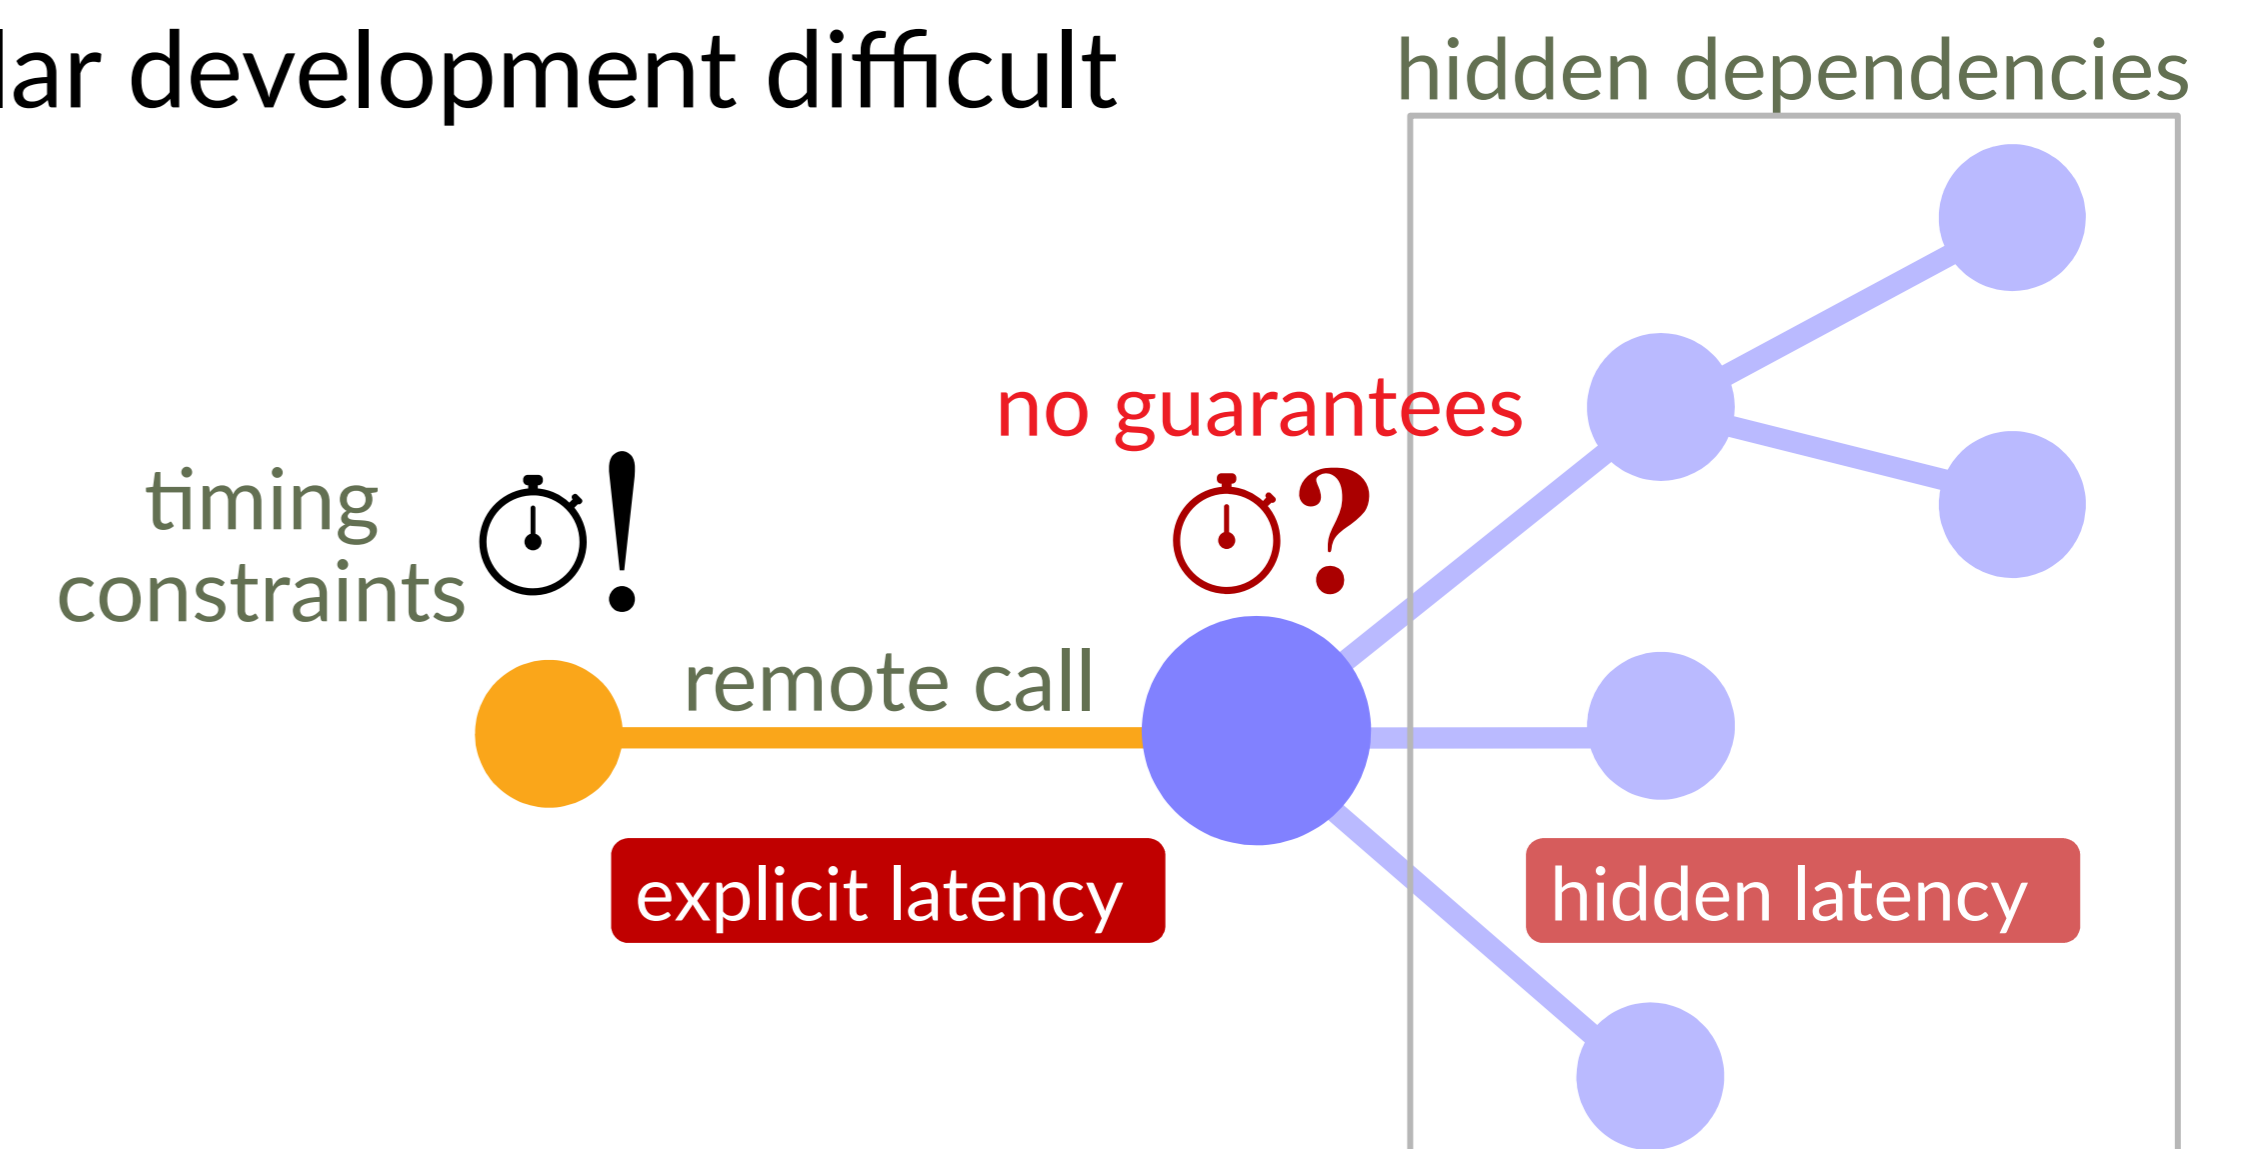 lar development difficult
hidden dependencies
no guarantees
timing
constraints
!
?
remote call
explicit latency
hidden latency